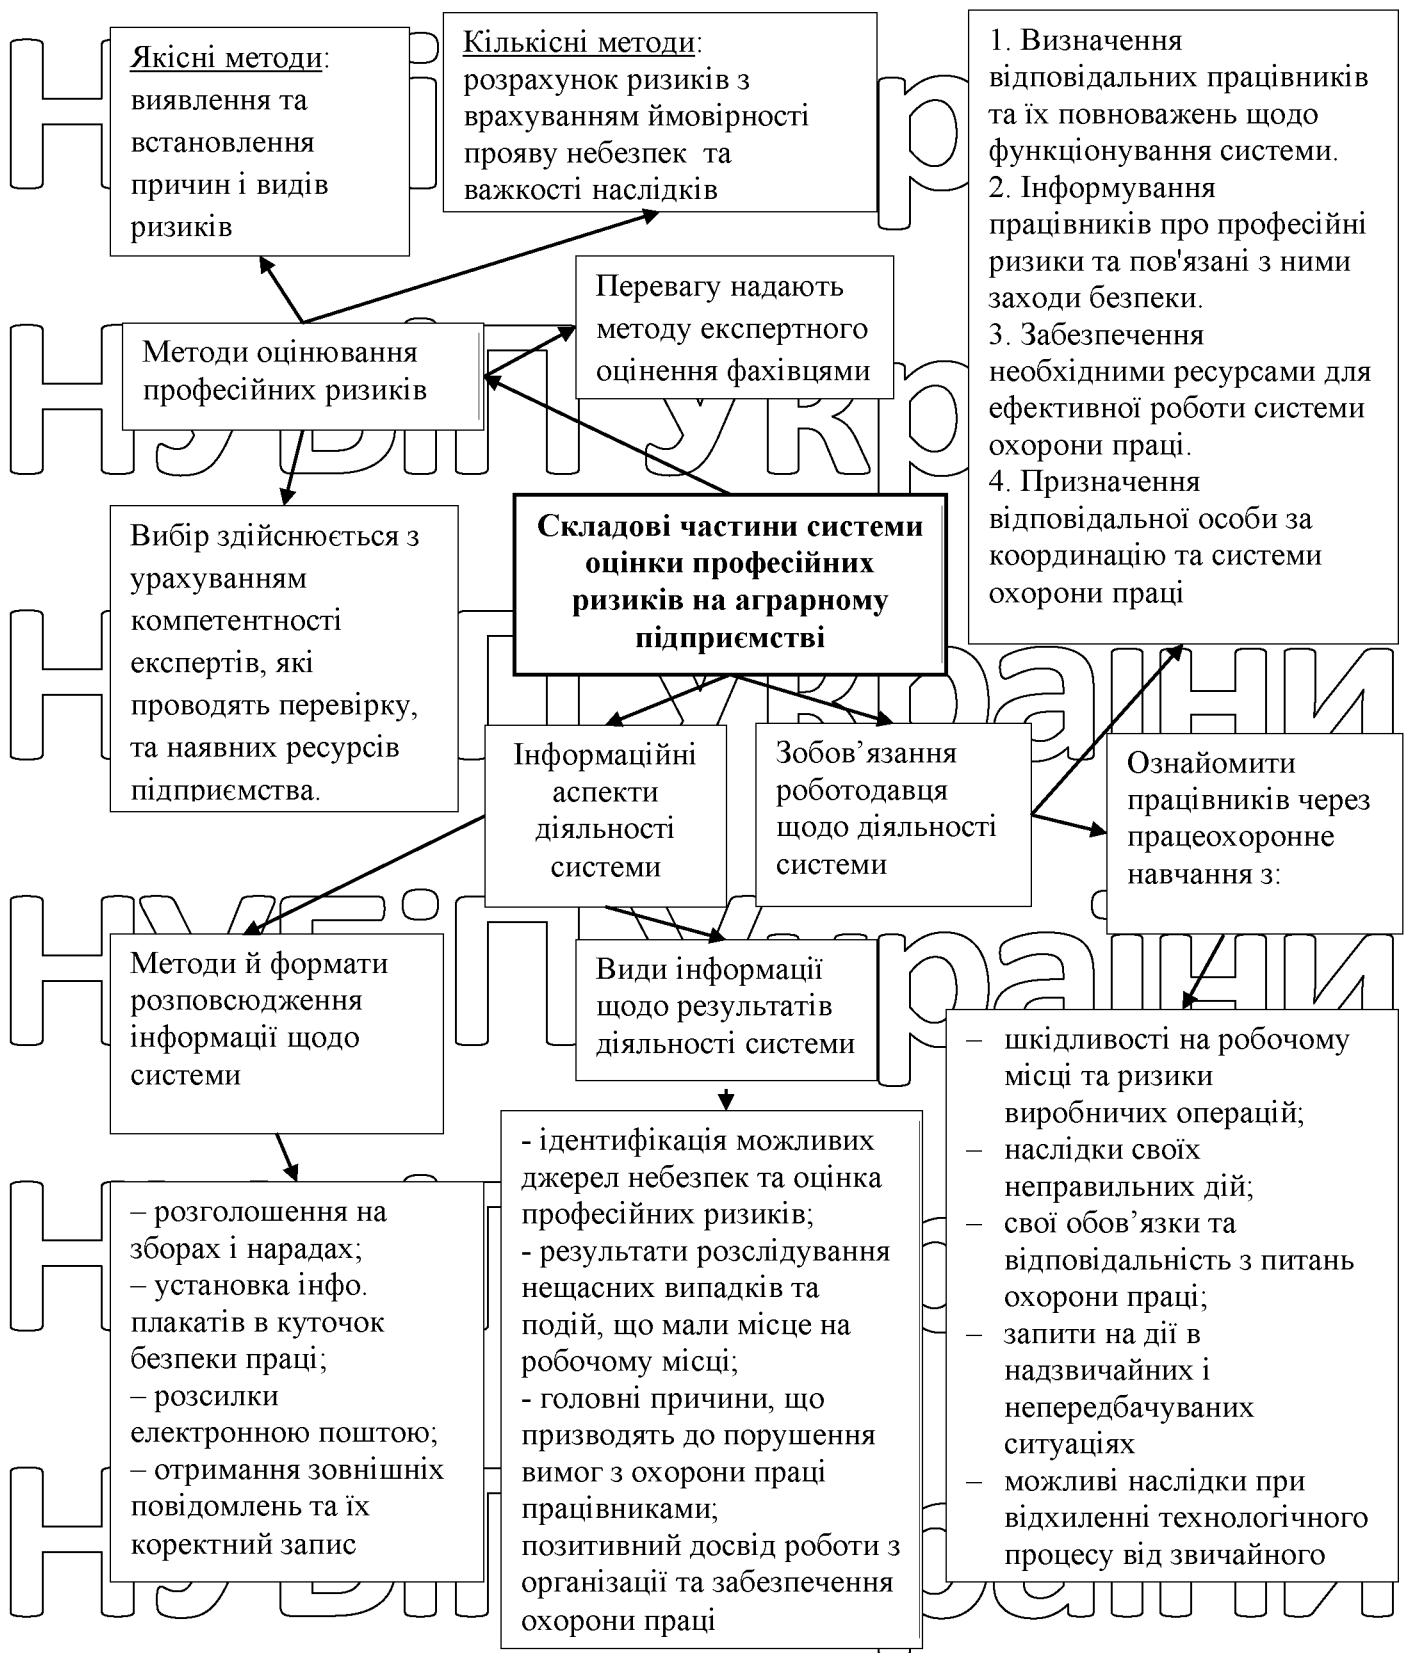 Якісні методи:
виявлення та
встановлення
причин і видів
ризиків
Кількісні методи:
розрахунок ризиків з
врахуванням ймовірності
прояву небезпек та
важкості наслідків
1. Визначення
відповідальних працівників
та їх повноважень щодо
функціонування системи.
2. Інформування
працівників про професійні
ризики та пов'язані з ними
заходи безпеки.
3. Забезпечення
необхідними ресурсами для
ефективної роботи системи
охорони праці.
4. Призначення
відповідальної особи за
координацію та системи
охорони праці
Перевагу надають
методу експертного
оцінення фахівцями
Методи оцінювання
професійних ризиків
Вибір здійснюється з
урахуванням
компетентності
експертів, які
проводять перевірку,
та наявних ресурсів
підприємства.
Складові частини системи
оцінки професійних
ризиків на аграрному
підприємстві
Інформаційні
аспекти
діяльності
системи
Зобов’язання
роботодавця
щодо діяльності
системи
Ознайомити
працівників через
працеохоронне
навчання з:
Методи й формати
розповсюдження
інформації щодо
системи
Види інформації
щодо результатів
діяльності системи
– розголошення на
зборах і нарадах;
– установка інфо.
плакатів в куточок
безпеки праці;
– розсилки
електронною поштою;
– отримання зовнішніх
повідомлень та їх
коректний запис
- ідентифікація можливих
джерел небезпек та оцінка
професійних ризиків;
- результати розслідування
нещасних випадків та
подій, що мали місце на
робочому місці;
- головні причини, що
призводять до порушення
вимог з охорони праці
працівниками;
позитивний досвід роботи з
організації та забезпечення
охорони праці
– шкідливості на робочому
місці та ризики
виробничих операцій;
– наслідки своїх
неправильних дій;
– свої обов’язки та
відповідальність з питань
охорони праці;
– запити на дії в
надзвичайних і
непередбачуваних
ситуаціях
– можливі наслідки при
відхиленні технологічного
процесу від звичайного